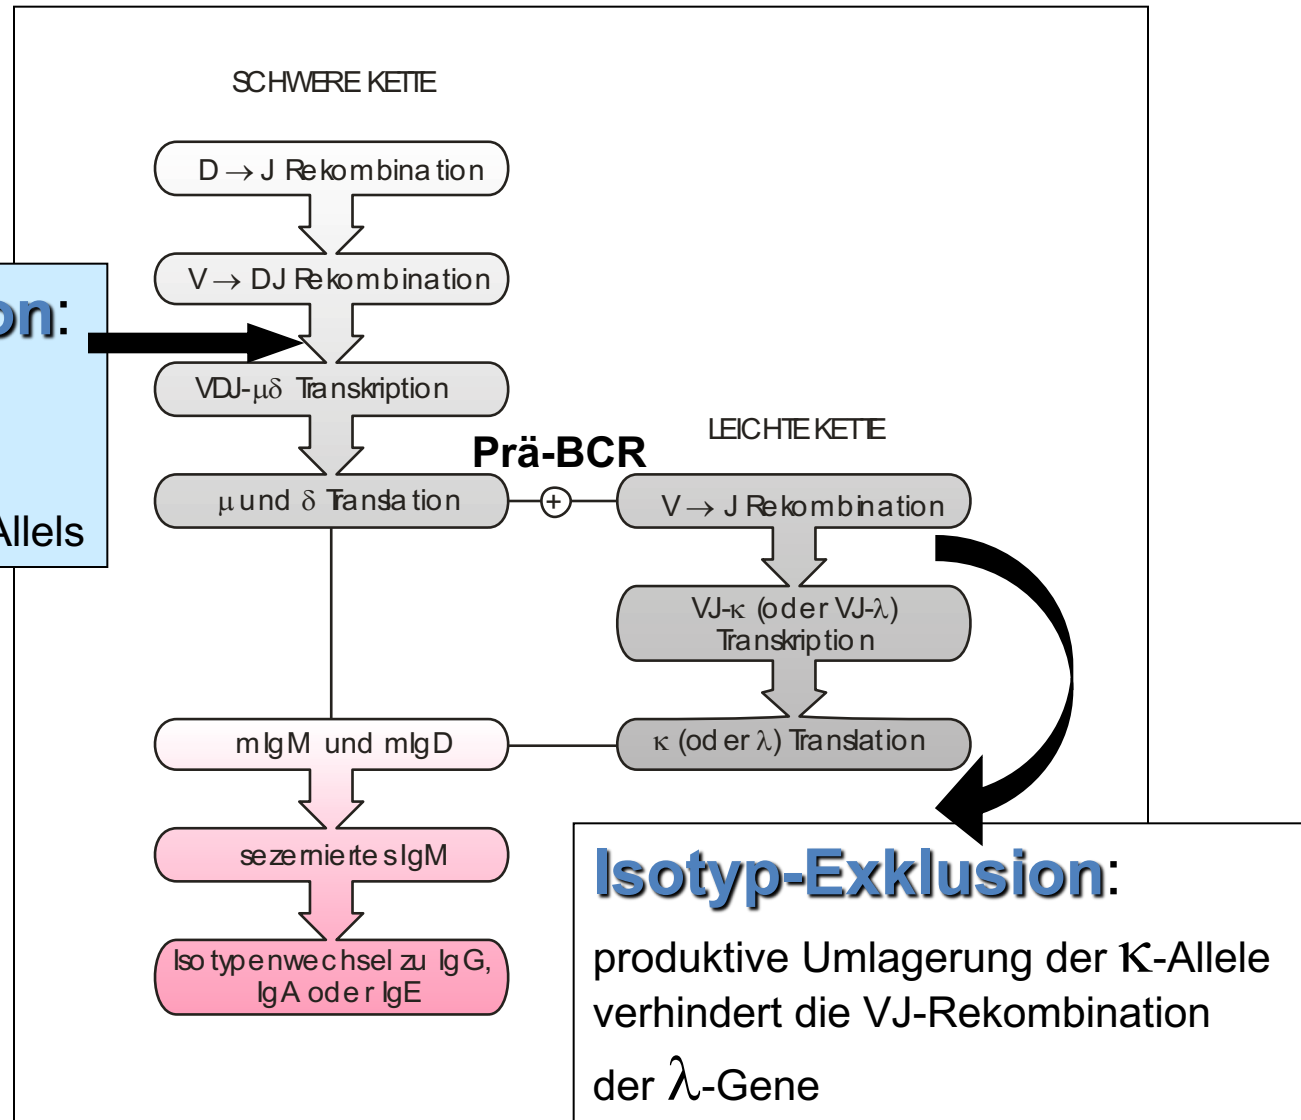 SCHWERE KETTE
D → J Rekombination
V → DJ Rekombination
on:
VDJ-μδ Transkription
LEICHTE KETTE
Prä-BCR
μ und δ Translation
+
V → J Rekombination
Allels
VJ-κ (oder VJ-λ)
Transkription
mIgM und mIgD
κ (oder λ) Translation
sezerniertes IgM
Isotyp-Exklusion:
Isotypenwechsel zu IgG,
IgA oder IgE
produktive Umlagerung der κ-Allele
verhindert die VJ-Rekombination
der λ-Gene